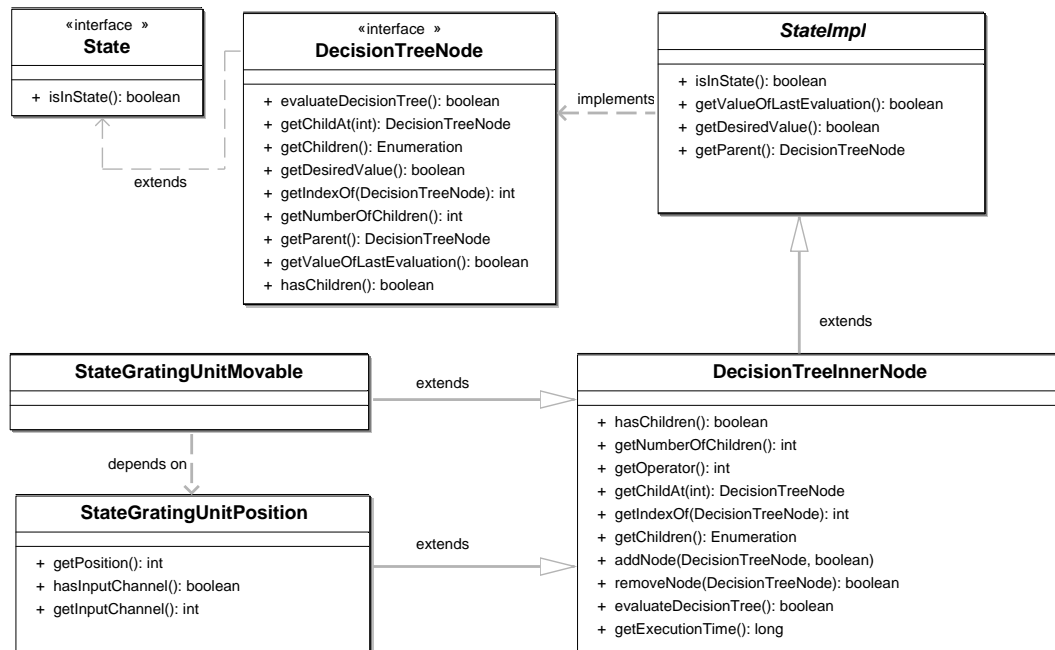 «interface »
State
+ isInState(): boolean
«interface »
DecisionTreeNode
+ evaluateDecisionTree(): boolean
+ getChildAt(int): DecisionTreeNode
+ getChildren(): Enumeration
+ getDesiredValue(): boolean
+ getIndexOf(DecisionTreeNode): int
+ getNumberOfChildren(): int
+ getParent(): DecisionTreeNode
+ getValueOfLastEvaluation(): boolean
+ hasChildren(): boolean
StateImpl
+ isInState(): boolean
+ getValueOfLastEvaluation(): boolean
+ getDesiredValue(): boolean
+ getParent(): DecisionTreeNode
implements
extends
extends
StateGratingUnitMovable
extends
depends on
StateGratingUnitPosition
+ getPosition(): int
+ hasInputChannel(): boolean
+ getInputChannel(): int
extends
DecisionTreeInnerNode
+ hasChildren(): boolean
+ getNumberOfChildren(): int
+ getOperator(): int
+ getChildAt(int): DecisionTreeNode
+ getIndexOf(DecisionTreeNode): int
+ getChildren(): Enumeration
+ addNode(DecisionTreeNode, boolean)
+ removeNode(DecisionTreeNode): boolean
+ evaluateDecisionTree(): boolean
+ getExecutionTime(): long